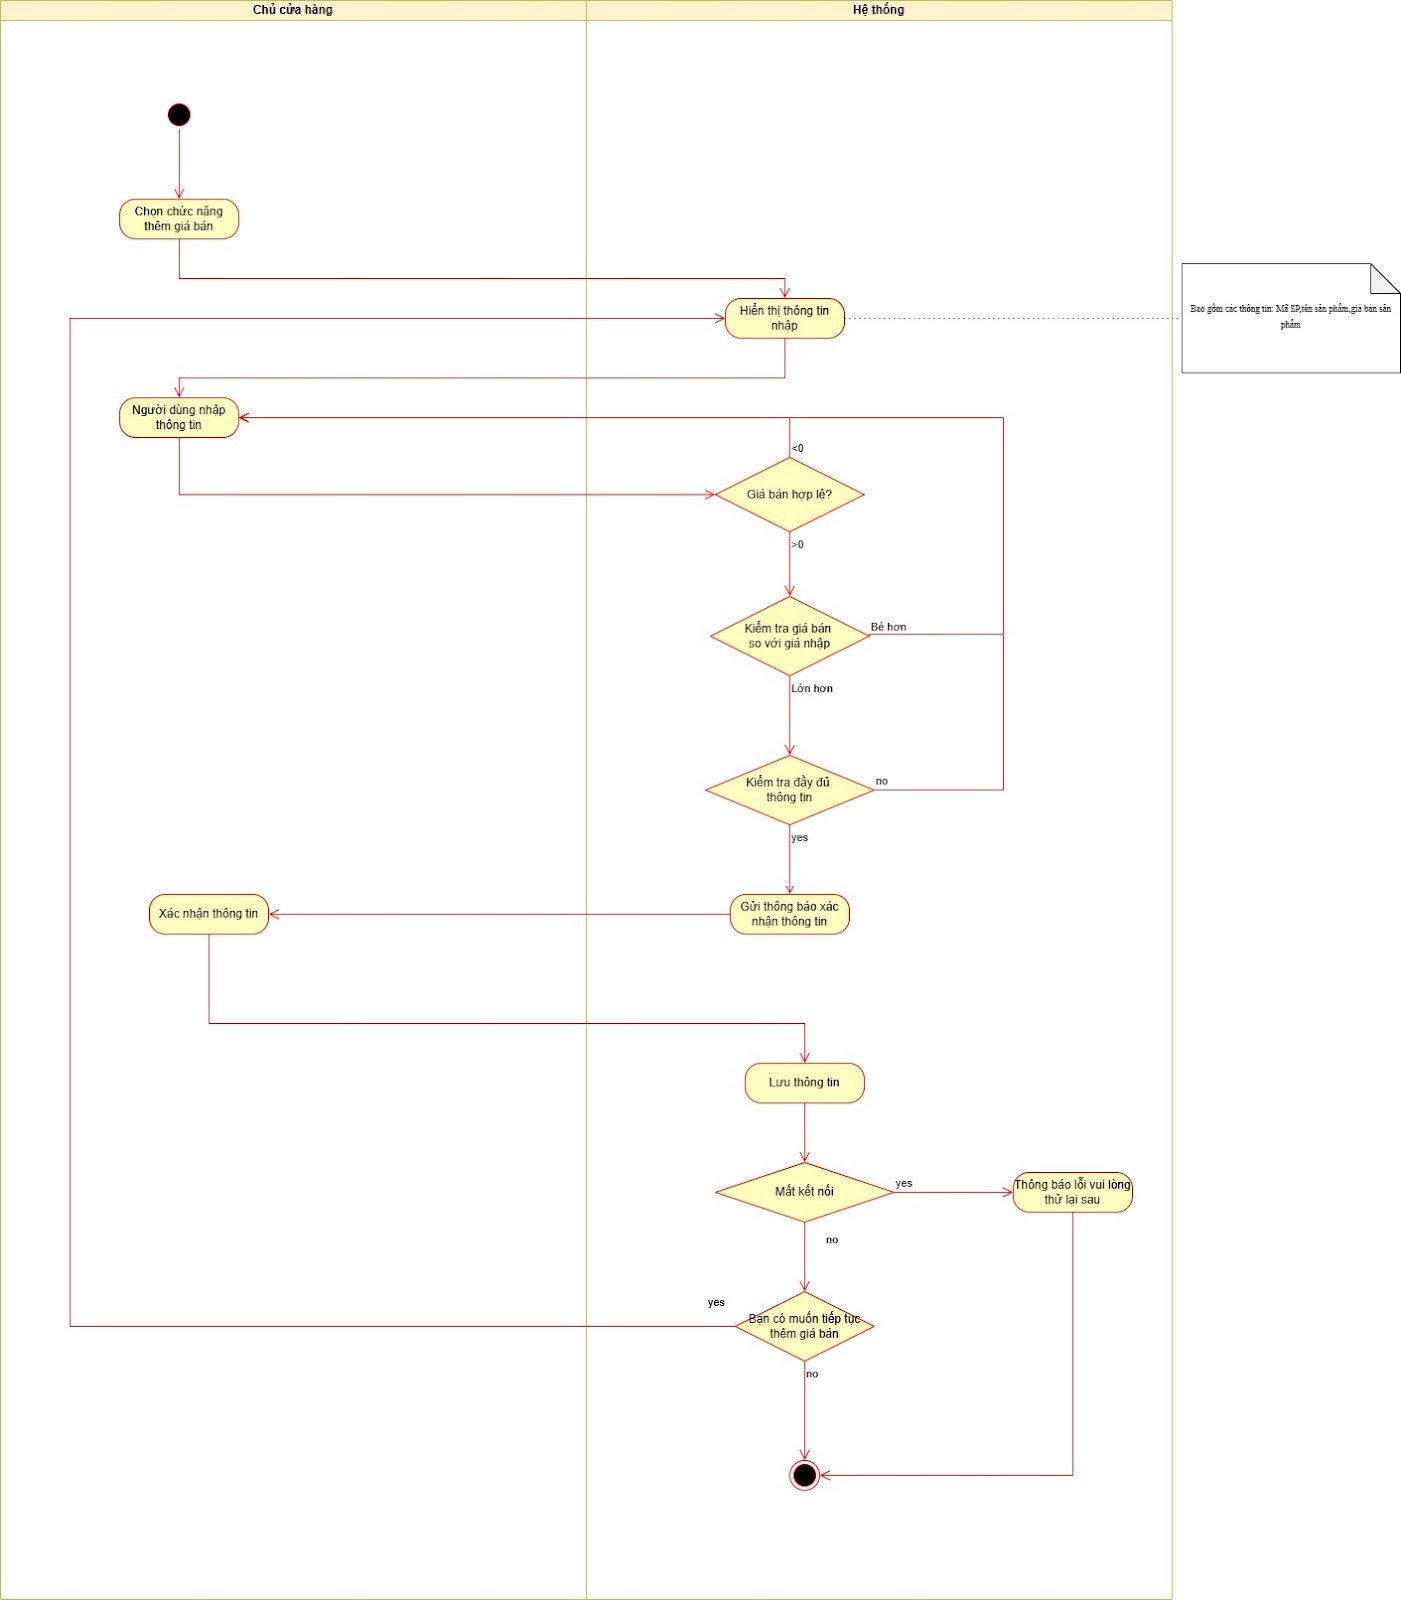 Chủ cửa hàng
Hệ thống
Chọn chức năng
thêm giá bán
Hiển thị thông tin
nhập
Bao gồm các thông tin: Mã SP,tên sản phẩm,giá bán sản
phẩm
Người dùng nhập
thông tin
<0
Giá bán hợp lệ?
>0
Kiểm tra giá bán
so với giá nhập
Bé hơn
Lớn hơn
Kiểm tra đầy đủ
thông tin
no
yes
Gửi thông báo xác
nhận thông tin
Xác nhận thông tin
Lưu thông tin
Mất kết nối
yes
Thông báo lỗi vui lòng
thử lại sau
no
yes
Bạn có muốn tiếp tục
thêm giá bán
no